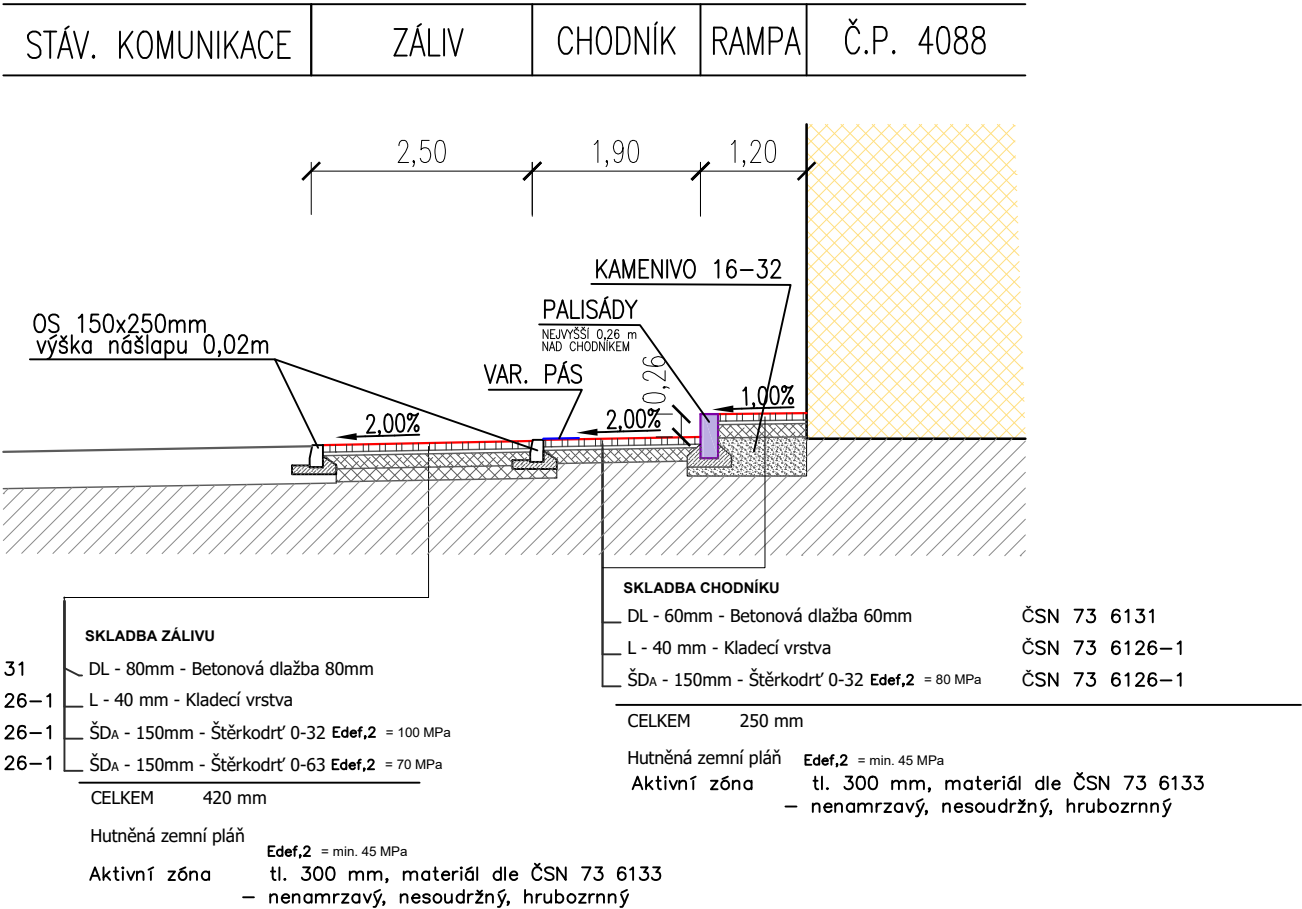 STÁV. KOMUNIKACE ZÁLIV CHODNÍK RAMPA Č.P. 4088
2,50 1,90 1,20
KAMENIVO 16-32
PALISÁDY
NEJVYŠŠÍ 0,26 m
NAD CHODNÍKEM
OS 150x250mm
výška nášlapu 0,02m
VAR. PÁS
0,26
2,00% 2,00% 1,00%
SKLADBA CHODNÍKU
DL - 60mm - Betonová dlažba 60mm ČSN 73 6131
L - 40 mm - Kladecí vrstva ČSN 73 6126-1
ŠDA - 150mm - Štěrkodrť 0-32 Edef,2 = 80 MPa ČSN 73 6126-1
CELKEM 250 mm
Hutněná zemní pláň Edef,2 = min. 45 MPa
Aktivní zóna tl. 300 mm, materiál dle ČSN 73 6133
- nenamrzavý, nesoudržný, hrubozrnný
SKLADBA ZÁLIVU
31 DL - 80mm - Betonová dlažba 80mm
26-1 L - 40 mm - Kladecí vrstva
26-1 ŠDA - 150mm - Štěrkodrť 0-32 Edef,2 = 100 MPa
26-1 ŠDA - 150mm - Štěrkodrť 0-63 Edef,2 = 70 MPa
CELKEM 420 mm
Hutněná zemní pláň
Edef,2 = min. 45 MPa
Aktivní zóna tl. 300 mm, materiál dle ČSN 73 6133
- nenamrzavý, nesoudržný, hrubozrnný